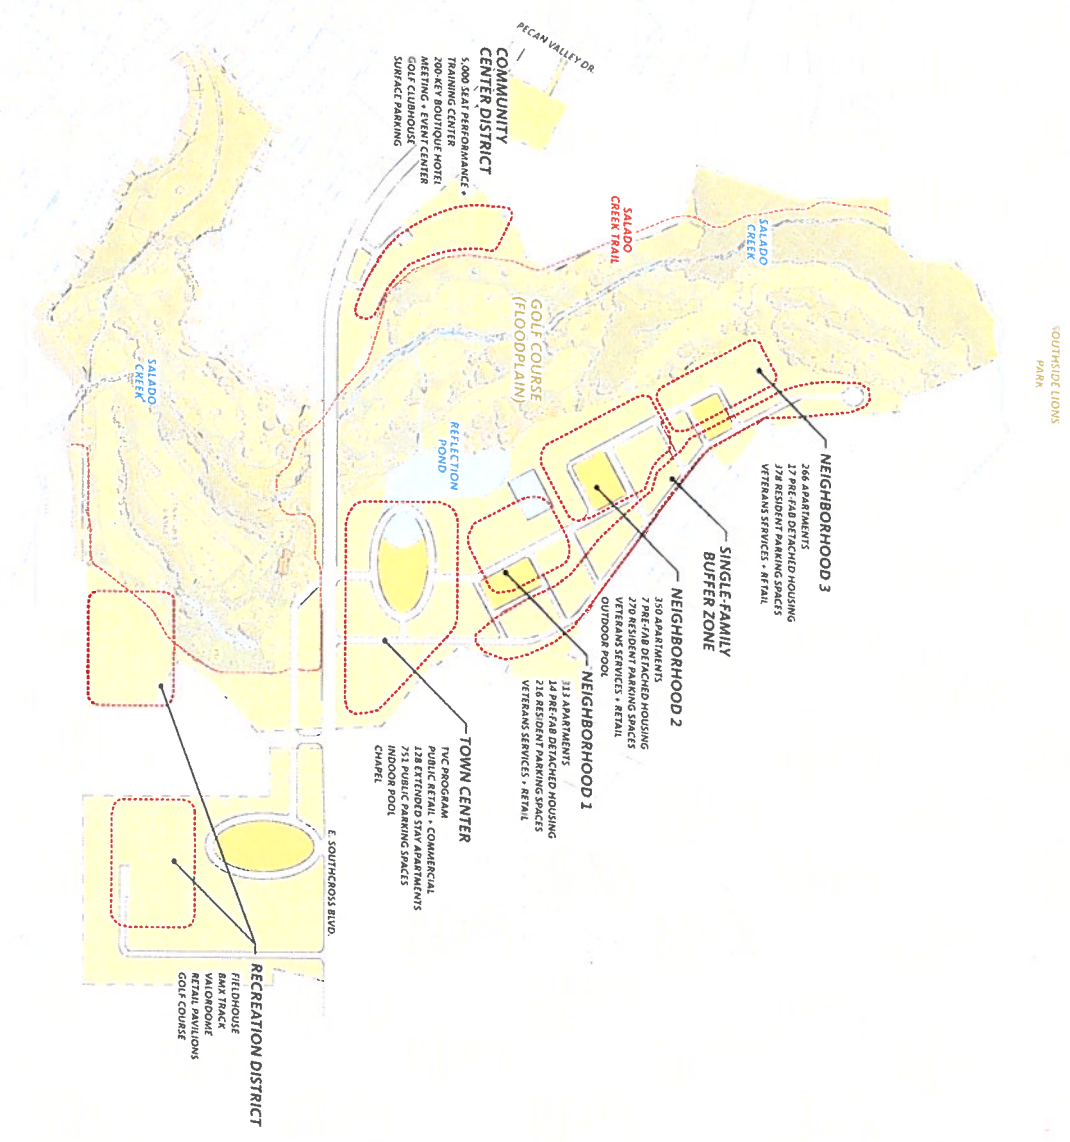 PECAN VALLEY DR.
COMMUNITY
CENTER DISTRICT
5,000 SEAT PERFORMANCE +
TRAINING CENTER
200-KEY BOUTIQUE HOTEL
MEETING + EVENT CENTER
GOLF CLUBHOUSE
SURFACE PARKING
SALADO
CREEK TRAIL
SALADO
CREEK
GOLF COURSE
(FLOODPLAIN)
SOUTHSIDE LIONS
PARK
SALADO
CREEK
REFLECTION
POND
NEIGHBORHOOD 3
266 APARTMENTS
17 PRE-FAB DETACHED HOUSING
378 RESIDENT PARKING SPACES
VETERANS SERVICES + RETAIL
SINGLE-FAMILY
BUFFER ZONE
NEIGHBORHOOD 2
350 APARTMENTS
7 PRE-FAB DETACHED HOUSING
270 RESIDENT PARKING SPACES
VETERANS SERVICES + RETAIL
OUTDOOR POOL
NEIGHBORHOOD 1
313 APARTMENTS
14 PRE-FAB DETACHED HOUSING
216 RESIDENT PARKING SPACES
VETERANS SERVICES + RETAIL
TOWN CENTER
TVC PROGRAM
PUBLIC RETAIL + COMMERCIAL
128 EXTENDED STAY APARTMENTS
751 PUBLIC PARKING SPACES
INDOOR POOL
CHAPEL
E. SOUTHCROSS BLVD.
RECREATION DISTRICT
FIELDHOUSE
BMX TRACK
VALORDOME
RETAIL PAVILIONS
GOLF COURSE